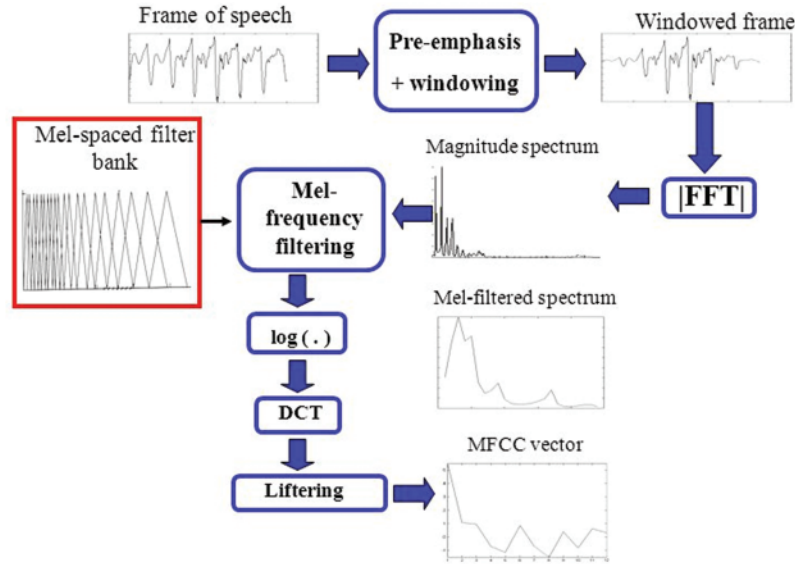 Frame of speech
Pre-emphasis
+ windowing
Windowed frame
|FFT|
Magnitude spectrum
Mel-spaced filter
bank
Mel-
frequency
filtering
Mel-filtered spectrum
log ( . )
DCT
Liftering
MFCC vector